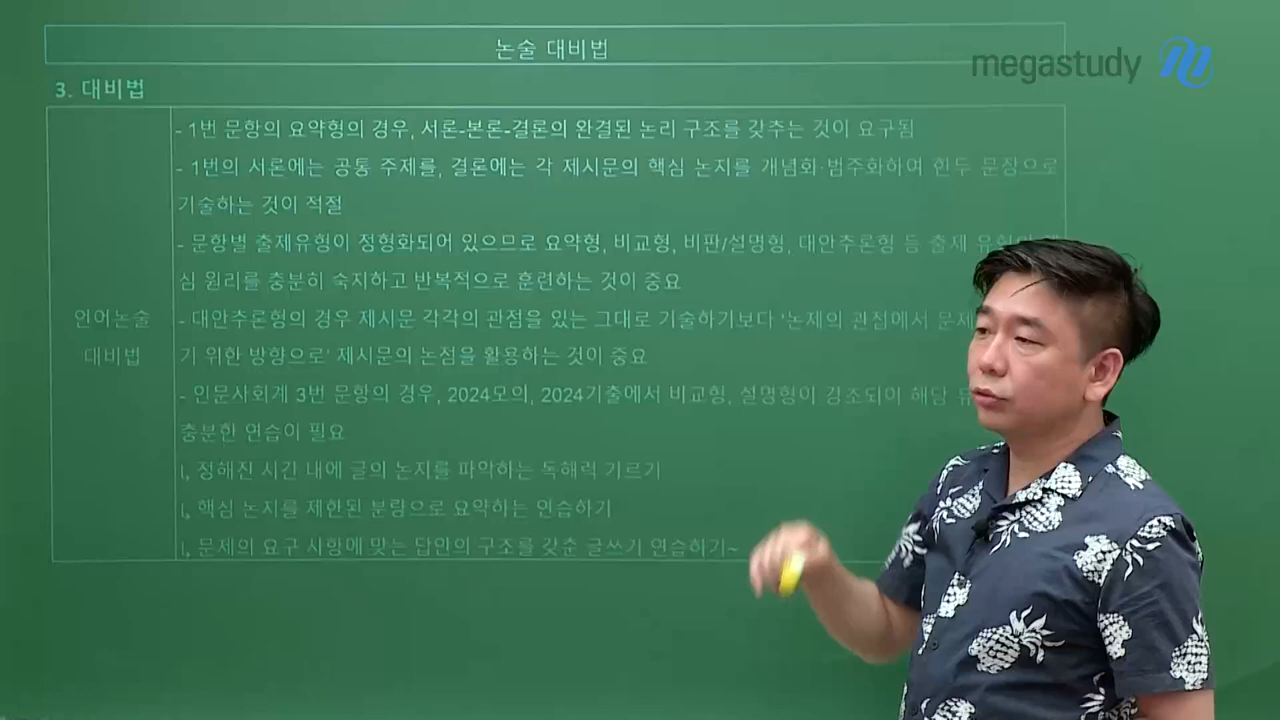 논술 대비법
megastudy
3. 대비법
- 1번 문항의 요약형의 경우, 서론-본론-결론의 완결된 논리 구조를 갖추는 것이 요구됨
- 1번의 서론에는 공통 주제를, 결론에는 각 제시문의 핵심 논지를 개념화·범주화하여 한두 문장으로
기술하는 것이 적절
- 문항별 출제유형이 정형화되어 있으므로 요약형, 비교형, 비판/설명형, 대안추론형 등 출제
심 원리를 충분히 숙지하고 반복적으로 훈련하는 것이 중요
언어논술
대비법
- 대안추론형의 경우 제시문 각각의 관점을 있는 그대로 기술하기보다 '논제의 관점에서
기 위한 방향으로' 제시문의 논점을 활용하는 것이 중요
- 인문사회계 3번 문항의 경우, 2024모의, 2024기출에서 비교형, 설명형이 강조되어 해당
충분한 연습이 필요
정해진 시간 내에 글의 논지를 파악하는 독해력 기르기
핵심 논지를 제한된 분량으로 요약하는 연습하기
문제의 요구 사항에 맞는 답안의 구조를 갖춘 글쓰기 연습하기~